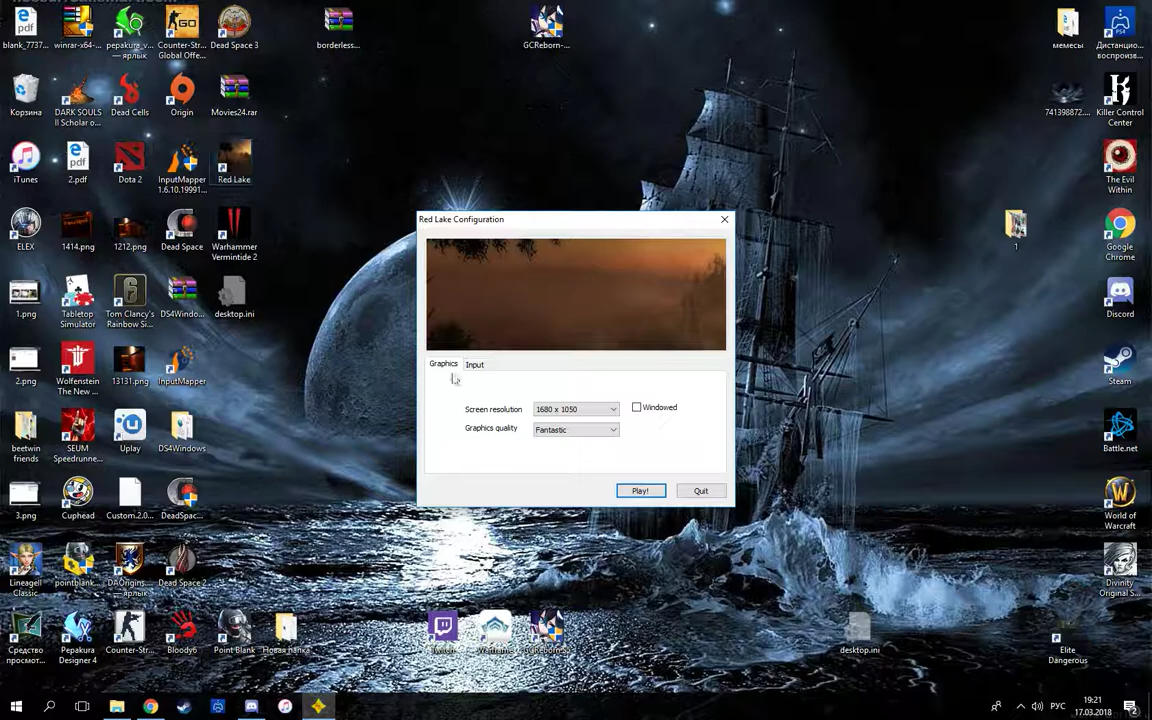 blank_7737...
winrar-x64-...
pepakura_v...
— ярлык
Counter-Str...
Global Offe...
Dead Space 3
borderless...
GCReborn-...
мемесы
Дистанцио...
воспроизв...
Корзина
DARK SOULS
II Scholar o...
Dead Cells
Origin
Movies24.rar
741398872....
Killer Control
Center
iTunes
2.pdf
Dota 2
InputMapper
1.6.10.19991...
Red Lake
The Evil
Within
ELEX
1414.png
1212.png
Dead Space
Warhammer
Vermintide 2
1
Google
Chrome
1.png
Tabletop
Simulator
Tom Clancy's
Rainbow Si...
DS4Windo...
desktop.ini
Discord
2.png
Wolfenstein
The New ...
13131.png
InputMapper
Steam
beetwin
friends
SEUM
Speedrunne...
Uplay
DS4Windows
Battle.net
3.png
Cuphead
Custom.2.0...
DeadSpac...
World of
Warcraft
LineageII
Classic
pointblank...
DAOrigins...
— ярлык
Dead Space 2
Divinity
Original S...
Средство
просмот...
Pepakura
Designer 4
Counter-Str...
Bloody6
Point Blank
Новая папка
Twitch
Warframe
desktop.ini
Elite
Dangerous
Red Lake Configuration
Graphics
Input
Screen resolution
1680 x 1050
Windowed
Graphics quality
Fantastic
Play!
Quit
РУС
19:21
17.03.2018
2